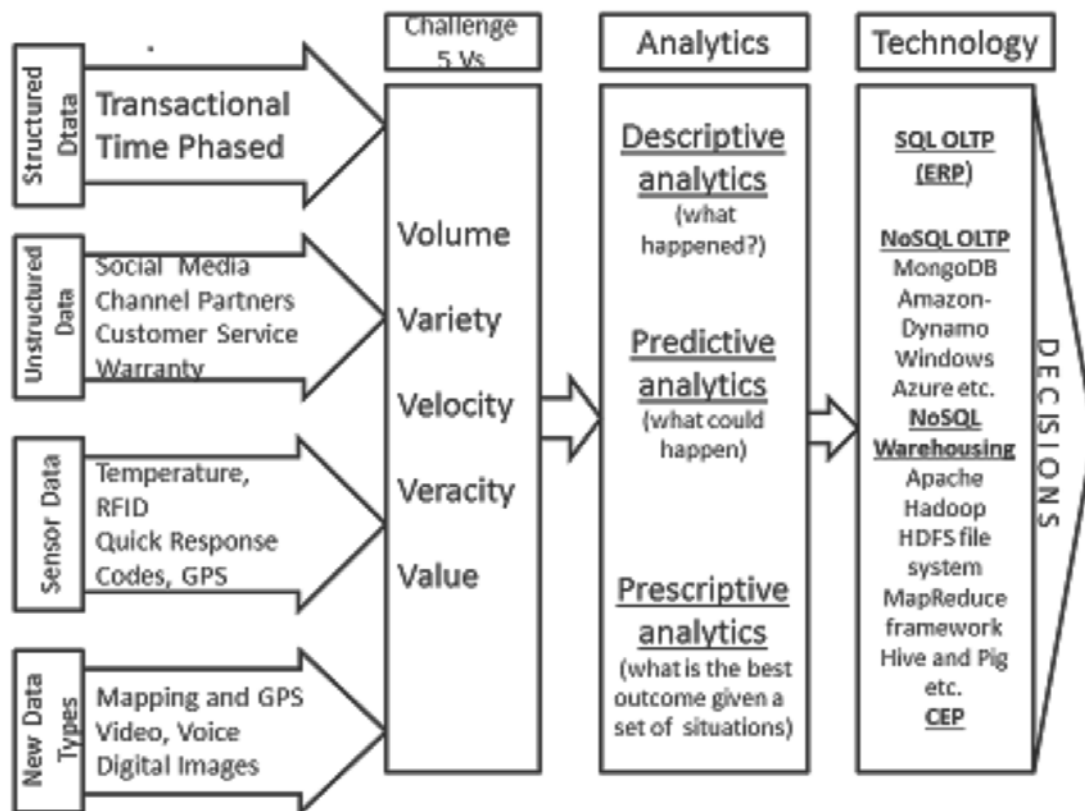 Structured
Dtata
Transactional
Time Phased
Unstructured
Data
Social Media
Channel Partners
Customer Service
Warranty
Sensor Data
Temperature,
RFID
Quick Response
Codes, GPS
New Data
Types
Mapping and GPS
Video, Voice
Digital Images
Challenge
5 Vs
Volume
Variety
Velocity
Veracity
Value
Analytics
Descriptive
analytics
(what
happened?)
Predictive
analytics
(what could
happen)
Prescriptive
analytics
(what is the best
outcome given a
set of situations)
Technology
SQL OLTP
(ERP)
NoSQL OLTP
MongoDB
Amazon-
Dynamo
Windows
Azure etc.
NoSQL
Warehousing
Apache
Hadoop
HDFS file
system
MapReduce
framework
Hive and Pig
etc.
CEP
DECISIONS